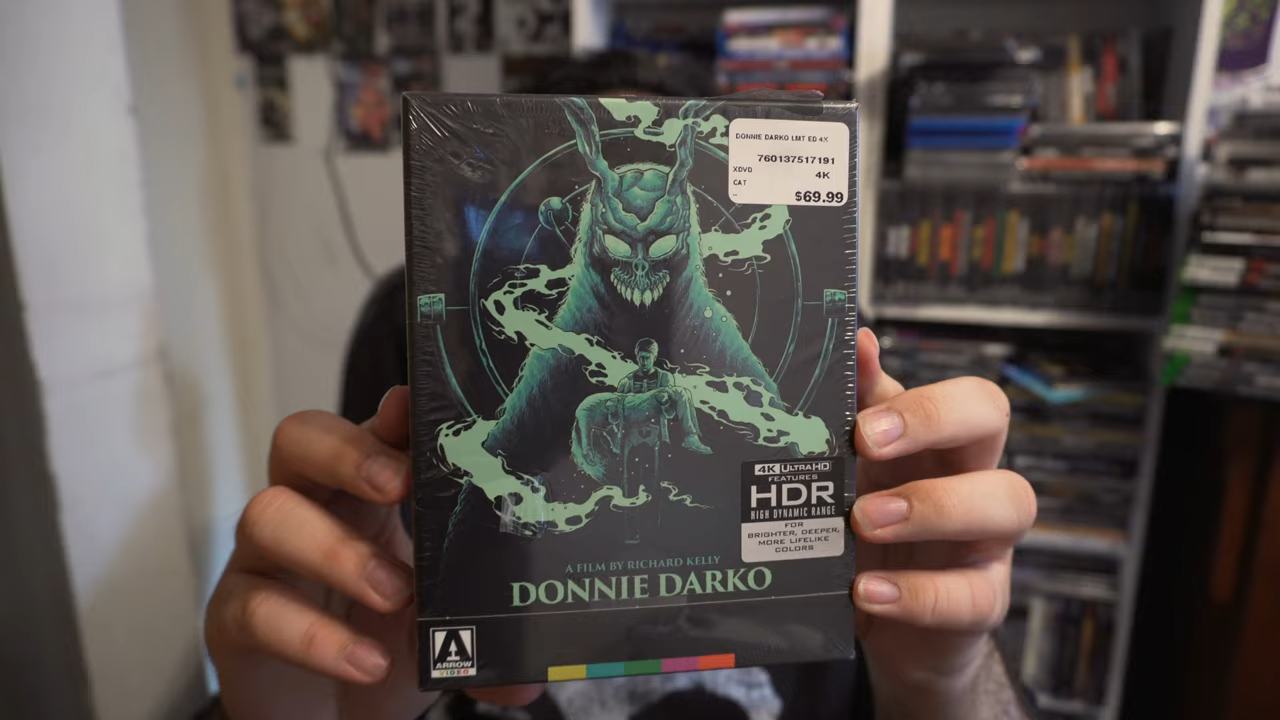 DONNIE DARKO LMT ED 4X
760137517191
XDVD 4K
CAT
--
$69.99
4K ULTRA HD
FEATURES
HDR
HIGH DYNAMIC RANGE
FOR
BRIGHTER, DEEPER,
MORE LIFELIKE
COLORS
A FILM BY RICHARD KELLY
DONNIE DARKO
A
ARROW
VIDEO